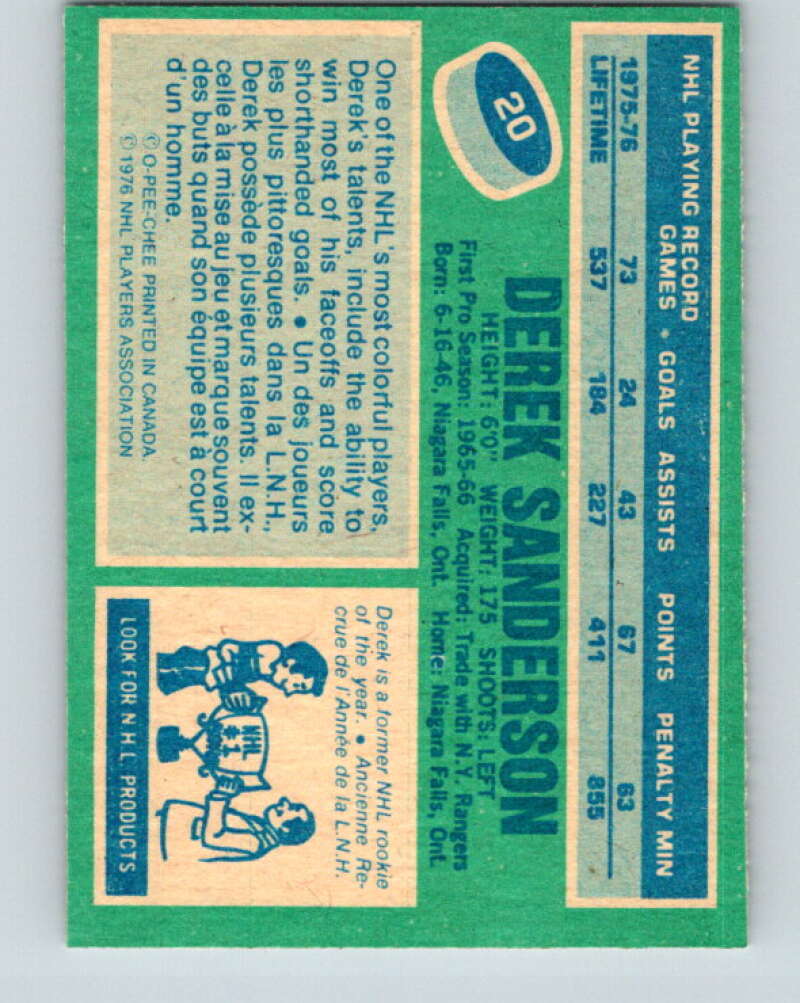 NHL PLAYING RECORD
GAMES • GOALS ASSISTS POINTS PENALTY MIN
1975-76 73 24 43 67 63
LIFETIME 537 184 227 411 855
20
DEREK SANDERSON
HEIGHT: 6'0" WEIGHT: 175 SHOOTS: LEFT
First Pro Season: 1965-66 Acquired: Trade with N.Y. Rangers
Born: 6-16-46, Niagara Falls, Ont. Home: Niagara Falls, Ont.
One of the NHL's most colorful players,
Derek's talents, include the ability to
win most of his faceoffs and score
shorthanded goals. • Un des joueurs
les plus pittoresques dans la L.N.H.,
Derek possède plusieurs talents. Il ex-
celle à la mise au jeu et marque souvent
des buts quand son équipe est à court
d'un homme.
© O-PEE-CHEE PRINTED IN CANADA.
© 1976 NHL PLAYERS ASSOCIATION
Derek is a former NHL rookie
of the year. • Ancienne Re-
crue de l'Année de la L.N.H.
NHL
#1
LOOK FOR N.H.L. PRODUCTS